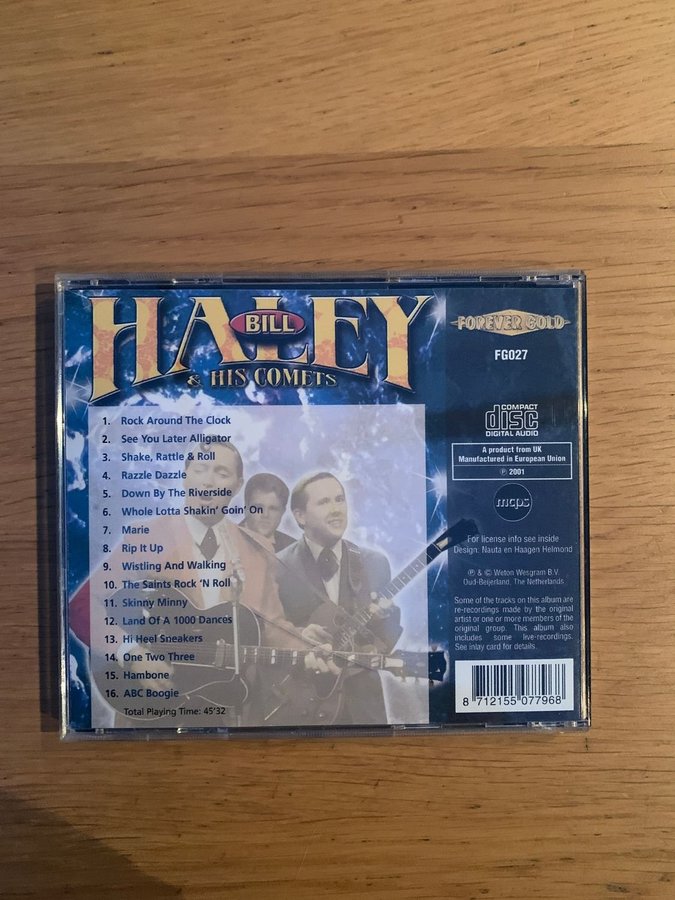 HALEY
BILL
& HIS COMETS
1. Rock Around The Clock
2. See You Later Alligator
3. Shake, Rattle & Roll
4. Razzle Dazzle
5. Down By The Riverside
6. Whole Lotta Shakin' Goin' On
7. Marie
8. Rip It Up
9. Wistling And Walking
10. The Saints Rock 'N Roll
11. Skinny Minny
12. Land Of A 1000 Dances
13. Hi Heel Sneakers
14. One Two Three
15. Hambone
16. ABC Boogie
Total Playing Time: 45'32
FOREVER GOLD
FG027
COMPACT
disc
DIGITAL AUDIO
A product from UK
Manufactured in European Union
℗ 2001
mcps
For license info see inside
Design: Nauta en Haagen Helmond
℗ & © Weton Wesgram B.V.
Oud-Beijerland, The Netherlands
Some of the tracks on this album are
re-recordings made by the original
artist or one or more members of the
original group. This album also
includes some live-recordings.
See inlay card for details.
8 712155 077968